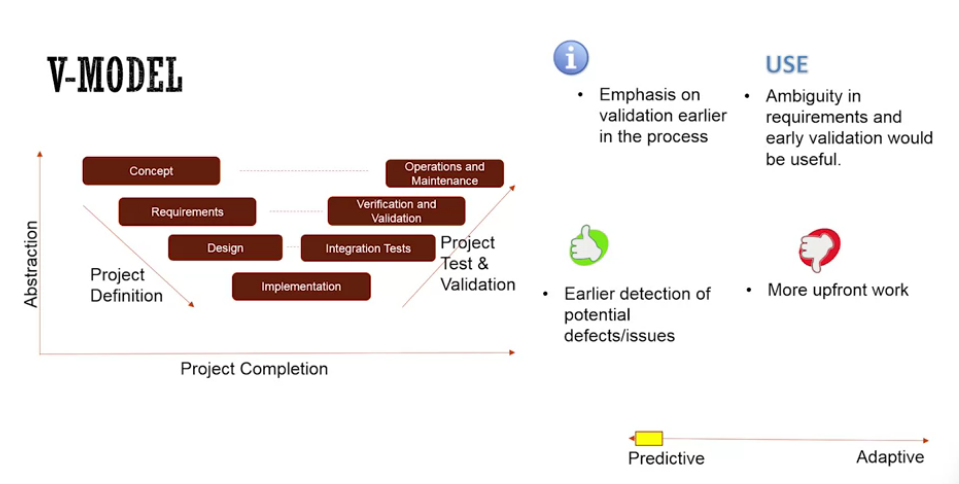 V-MODEL
Abstraction
Concept
Operations and
Maintenance
Requirements
Verification and
Validation
Design
Integration Tests
Implementation
Project
Definition
Project
Test &
Validation
Project Completion
i
• Emphasis on
validation earlier
in the process
USE
• Ambiguity in
requirements and
early validation would
be useful.
• Earlier detection of
potential
defects/issues
• More upfront work
Predictive
Adaptive